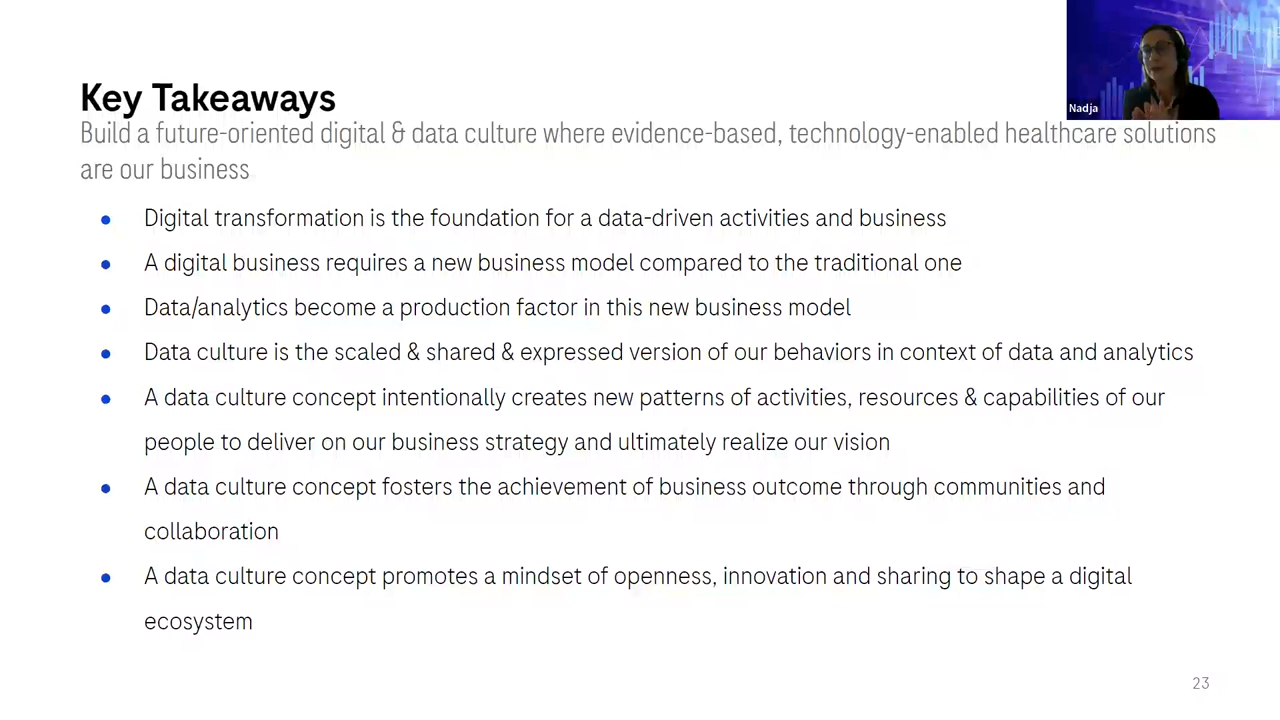 Nadja
Key Takeaways
Build a future-oriented digital & data culture where evidence-based, technology-enabled healthcare solutions
are our business
• Digital transformation is the foundation for a data-driven activities and business
• A digital business requires a new business model compared to the traditional one
• Data/analytics become a production factor in this new business model
• Data culture is the scaled & shared & expressed version of our behaviors in context of data and analytics
• A data culture concept intentionally creates new patterns of activities, resources & capabilities of our
people to deliver on our business strategy and ultimately realize our vision
• A data culture concept fosters the achievement of business outcome through communities and
collaboration
• A data culture concept promotes a mindset of openness, innovation and sharing to shape a digital
ecosystem
23